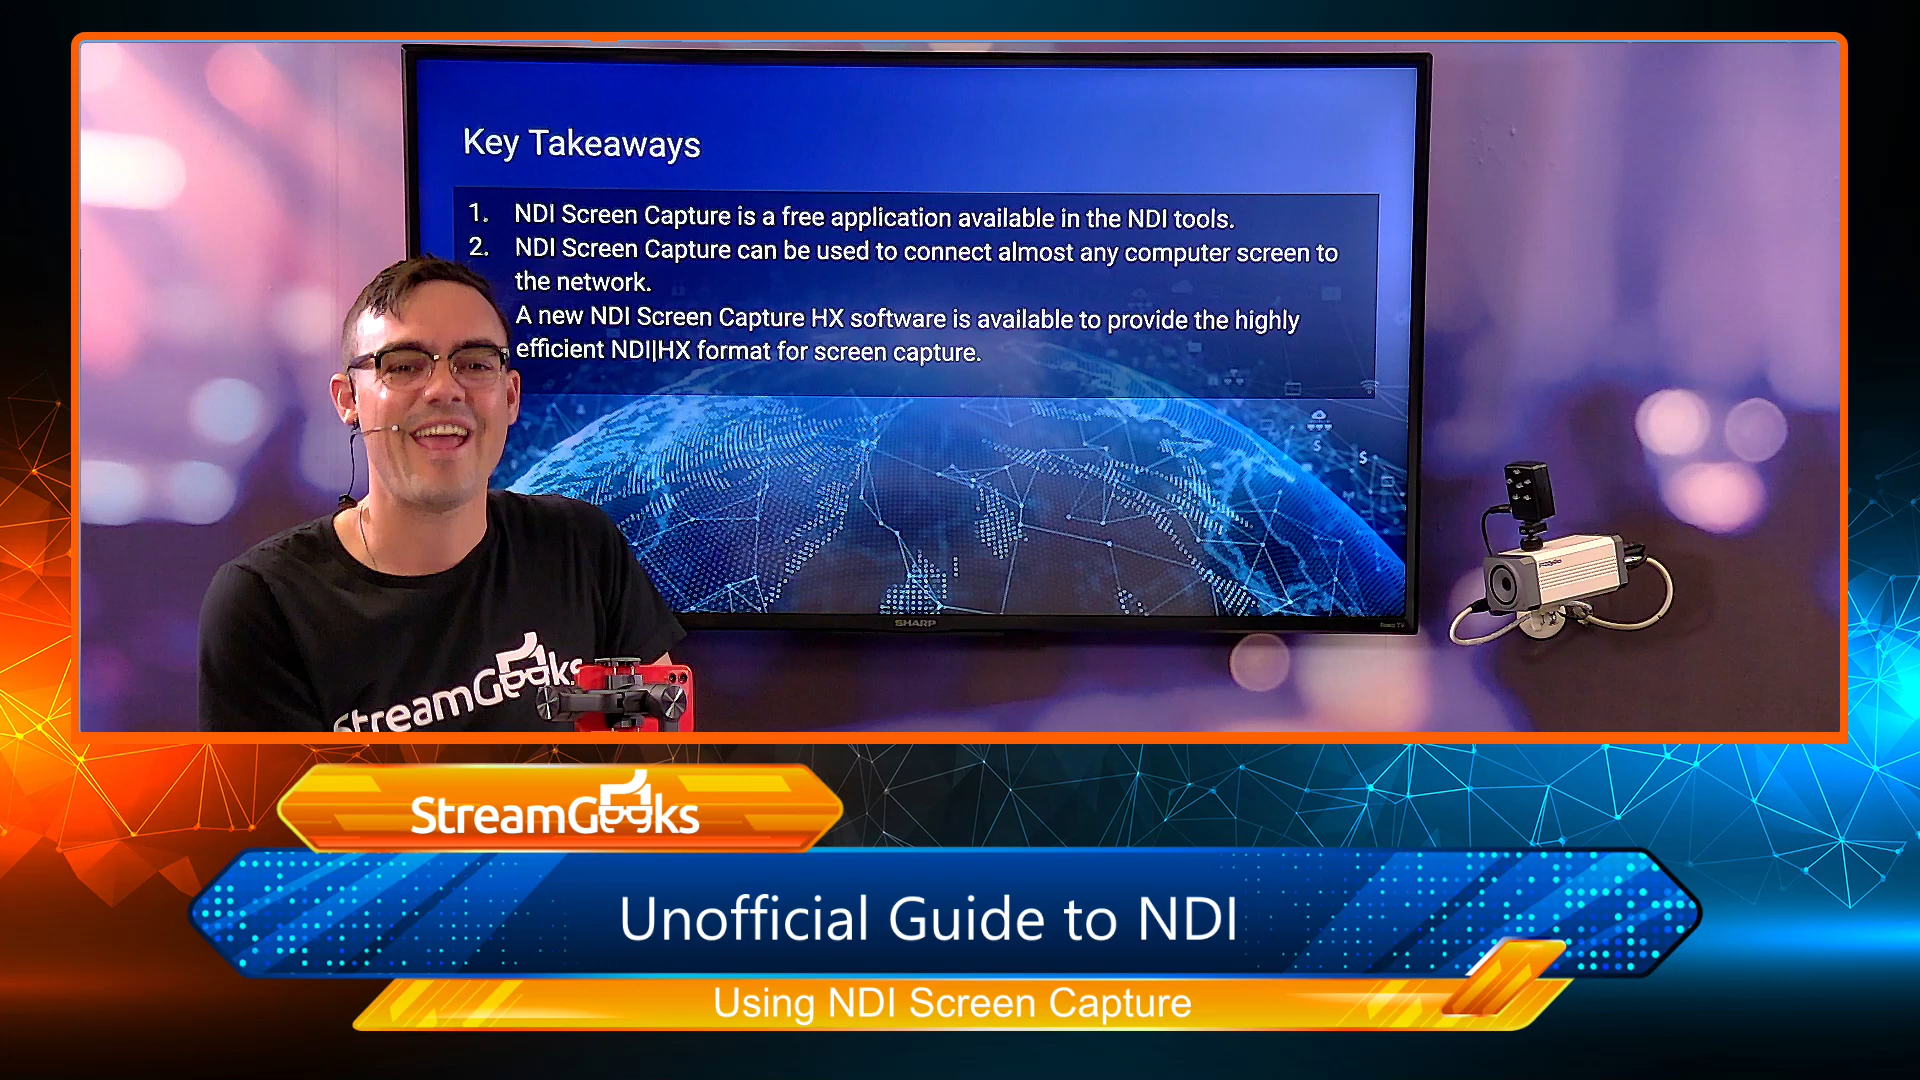 Key Takeaways
1. NDI Screen Capture is a free application available in the NDI tools.
2. NDI Screen Capture can be used to connect almost any computer screen to
the network.
A new NDI Screen Capture HX software is available to provide the highly
efficient NDI|HX format for screen capture.
SHARP
Roku TV
StreamGeeks
StreamGeeks
Unofficial Guide to NDI
Using NDI Screen Capture